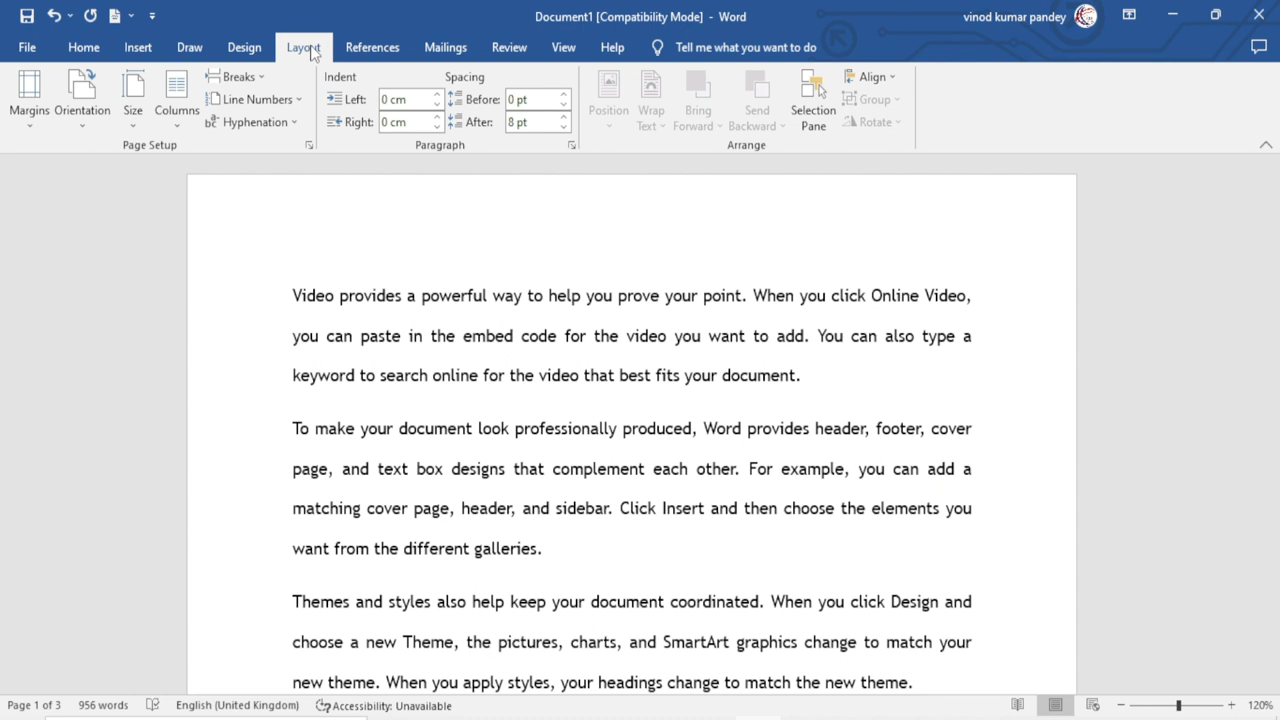 Document1 [Compatibility Mode] - Word
vinod kumar pandey
File Home Insert Draw Design Layout References Mailings Review View Help Tell me what you want to do
Margins Orientation Size Columns
Breaks
Line Numbers
Hyphenation
Page Setup
Indent Spacing
Left: 0 cm Before: 0 pt
Right: 0 cm After: 8 pt
Paragraph
Position Wrap Text Bring Forward Send Backward Selection Pane
Align
Group
Rotate
Arrange
Video provides a powerful way to help you prove your point. When you click Online Video,
you can paste in the embed code for the video you want to add. You can also type a
keyword to search online for the video that best fits your document.
To make your document look professionally produced, Word provides header, footer, cover
page, and text box designs that complement each other. For example, you can add a
matching cover page, header, and sidebar. Click Insert and then choose the elements you
want from the different galleries.
Themes and styles also help keep your document coordinated. When you click Design and
choose a new Theme, the pictures, charts, and SmartArt graphics change to match your
new theme. When you apply styles, your headings change to match the new theme.
Page 1 of 3 956 words English (United Kingdom) Accessibility: Unavailable 120%